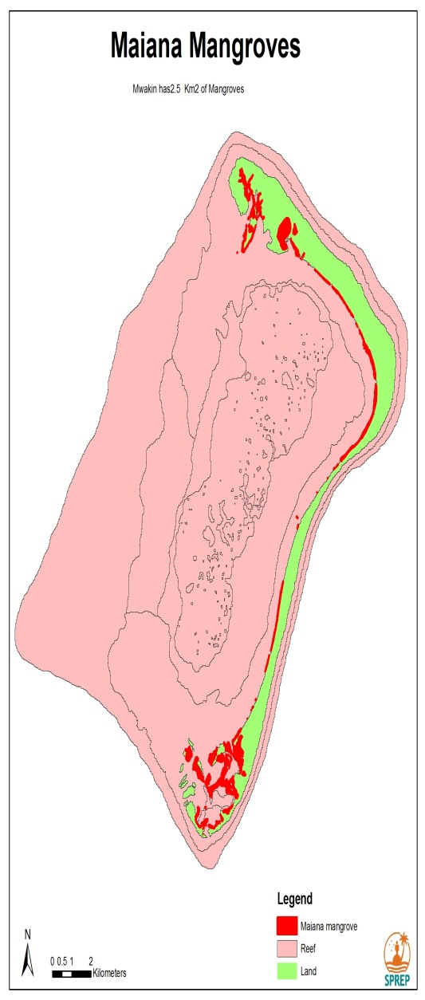 Maiana Mangroves
Mwakin has2.5 Km2 of Mangroves
Legend
Maiana mangrove
Reef
Land
N
0 0.5 1 2
Kilometers
SPREP